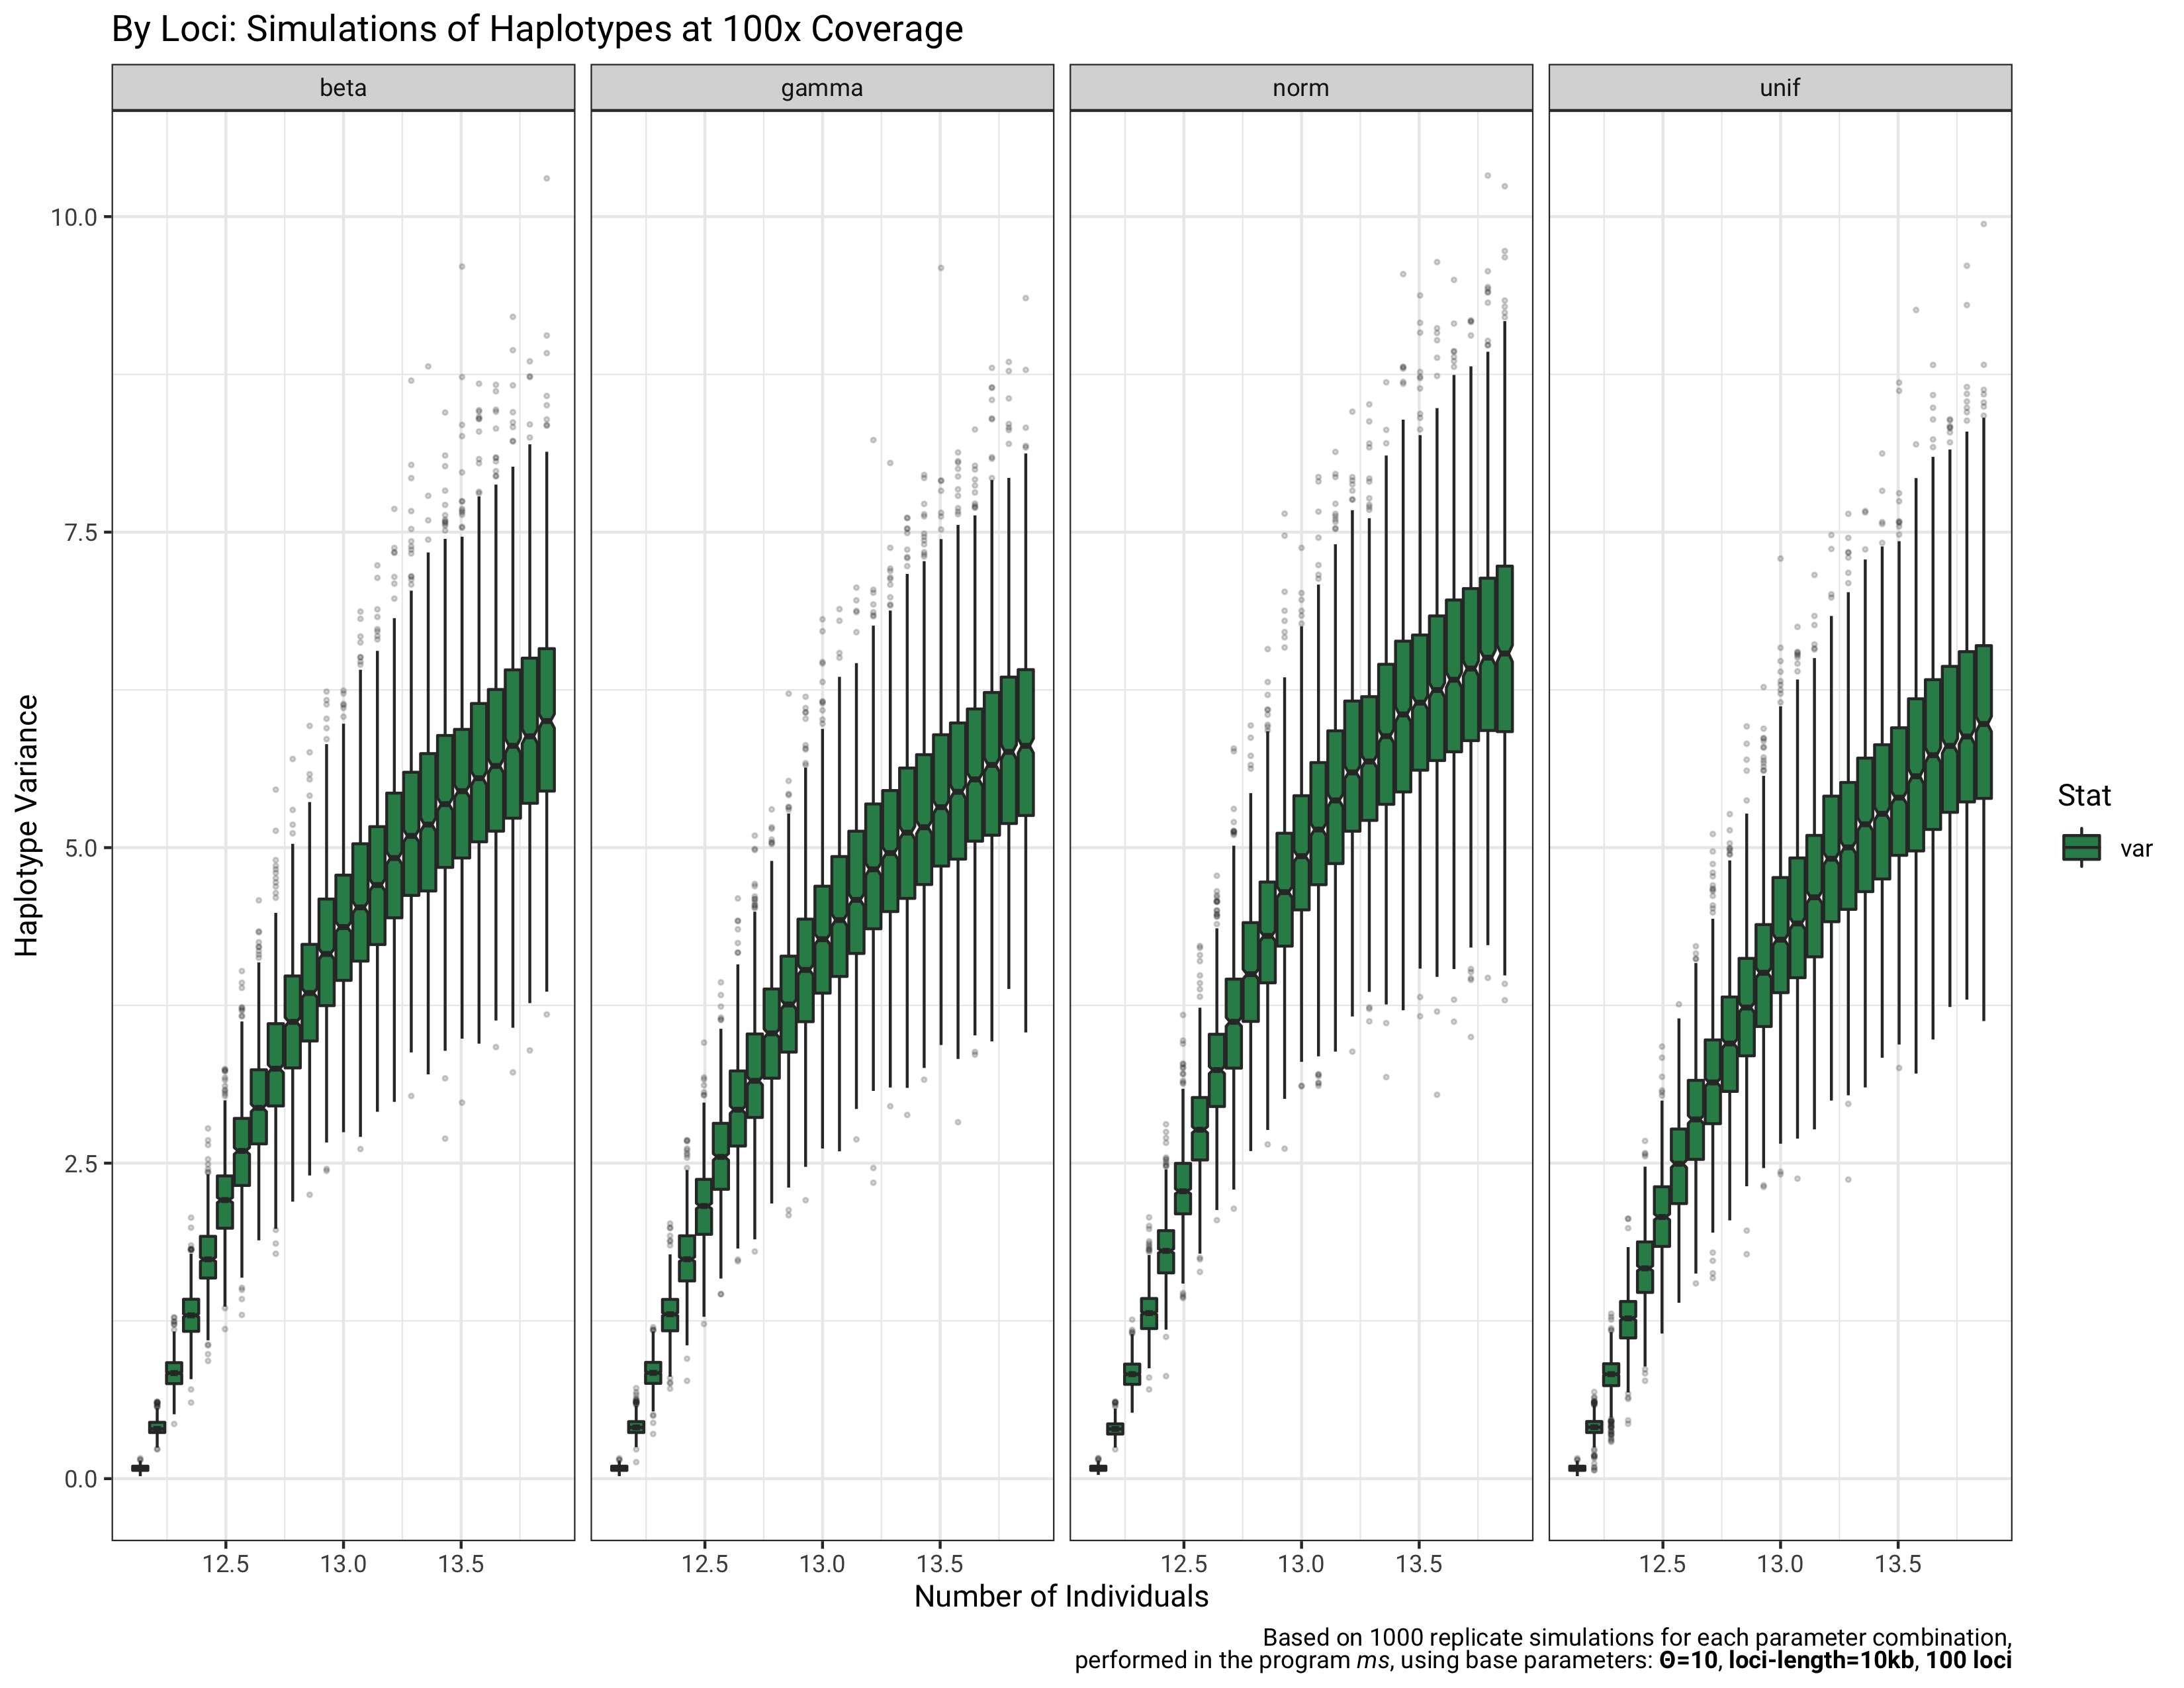 By Loci: Simulations of Haplotypes at 100x Coverage
beta gamma norm unif
10.0
7.5
5.0
2.5
0.0
Haplotype Variance
12.5 13.0 13.5 12.5 13.0 13.5 12.5 13.0 13.5 12.5 13.0 13.5
Number of Individuals
Stat
var
Based on 1000 replicate simulations for each parameter combination,
performed in the program ms, using base parameters: Θ=10, loci-length=10kb, 100 loci